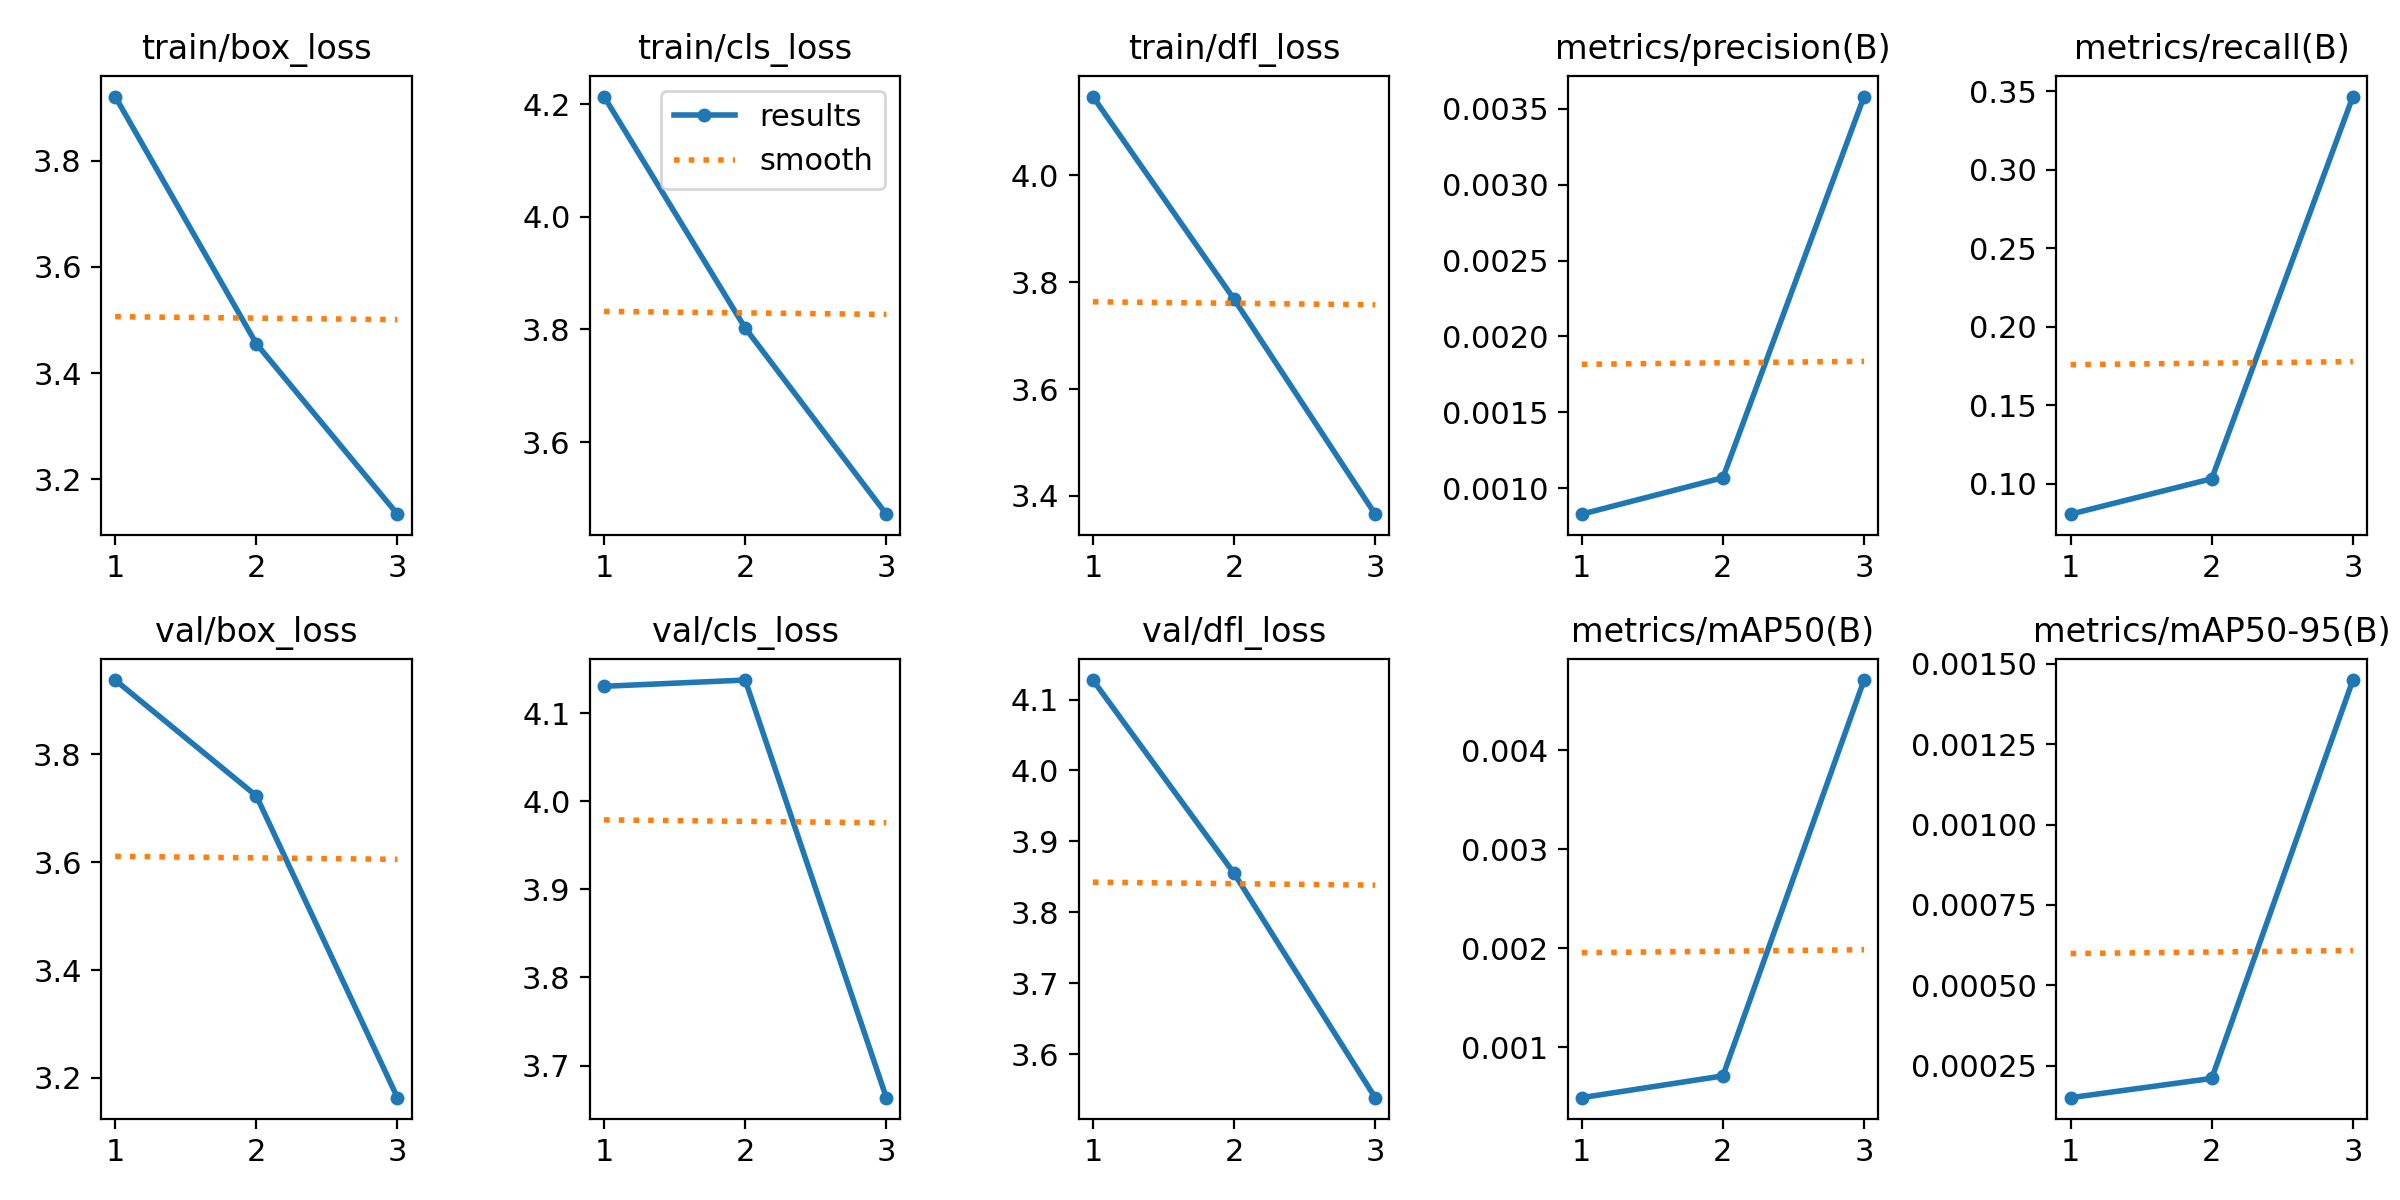 train/box_loss
train/cls_loss
train/dfl_loss
metrics/precision(B)
metrics/recall(B)
3.8
3.6
3.4
3.2
1 2 3
results
smooth
4.2
4.0
3.8
3.6
1 2 3
4.0
3.8
3.6
3.4
1 2 3
0.0035
0.0030
0.0025
0.0020
0.0015
0.0010
1 2 3
0.35
0.30
0.25
0.20
0.15
0.10
1 2 3
val/box_loss
val/cls_loss
val/dfl_loss
metrics/mAP50(B)
metrics/mAP50-95(B)
3.8
3.6
3.4
3.2
1 2 3
4.1
4.0
3.9
3.8
3.7
1 2 3
4.1
4.0
3.9
3.8
3.7
3.6
1 2 3
0.004
0.003
0.002
0.001
1 2 3
0.00150
0.00125
0.00100
0.00075
0.00050
0.00025
1 2 3